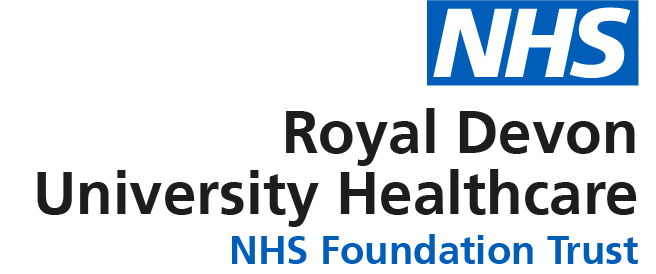 NHS
Royal Devon
University Healthcare
NHS Foundation Trust